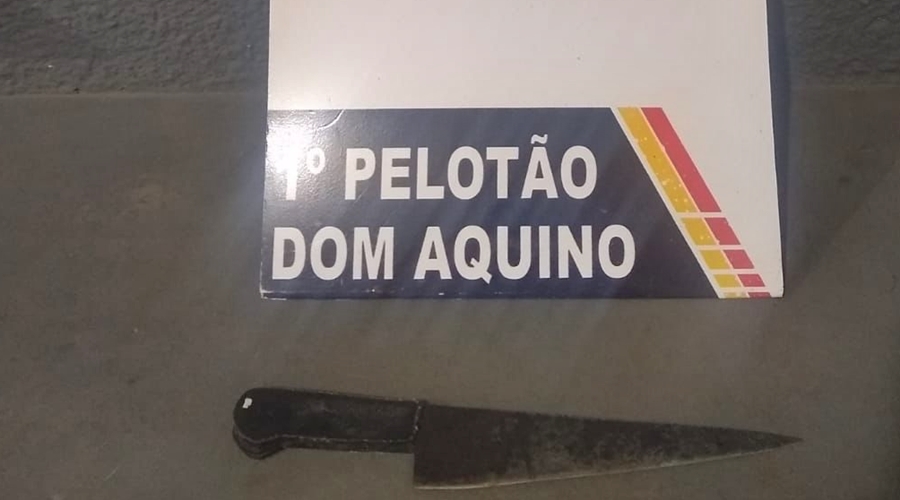 1º PELOTÃO
DOM AQUINO